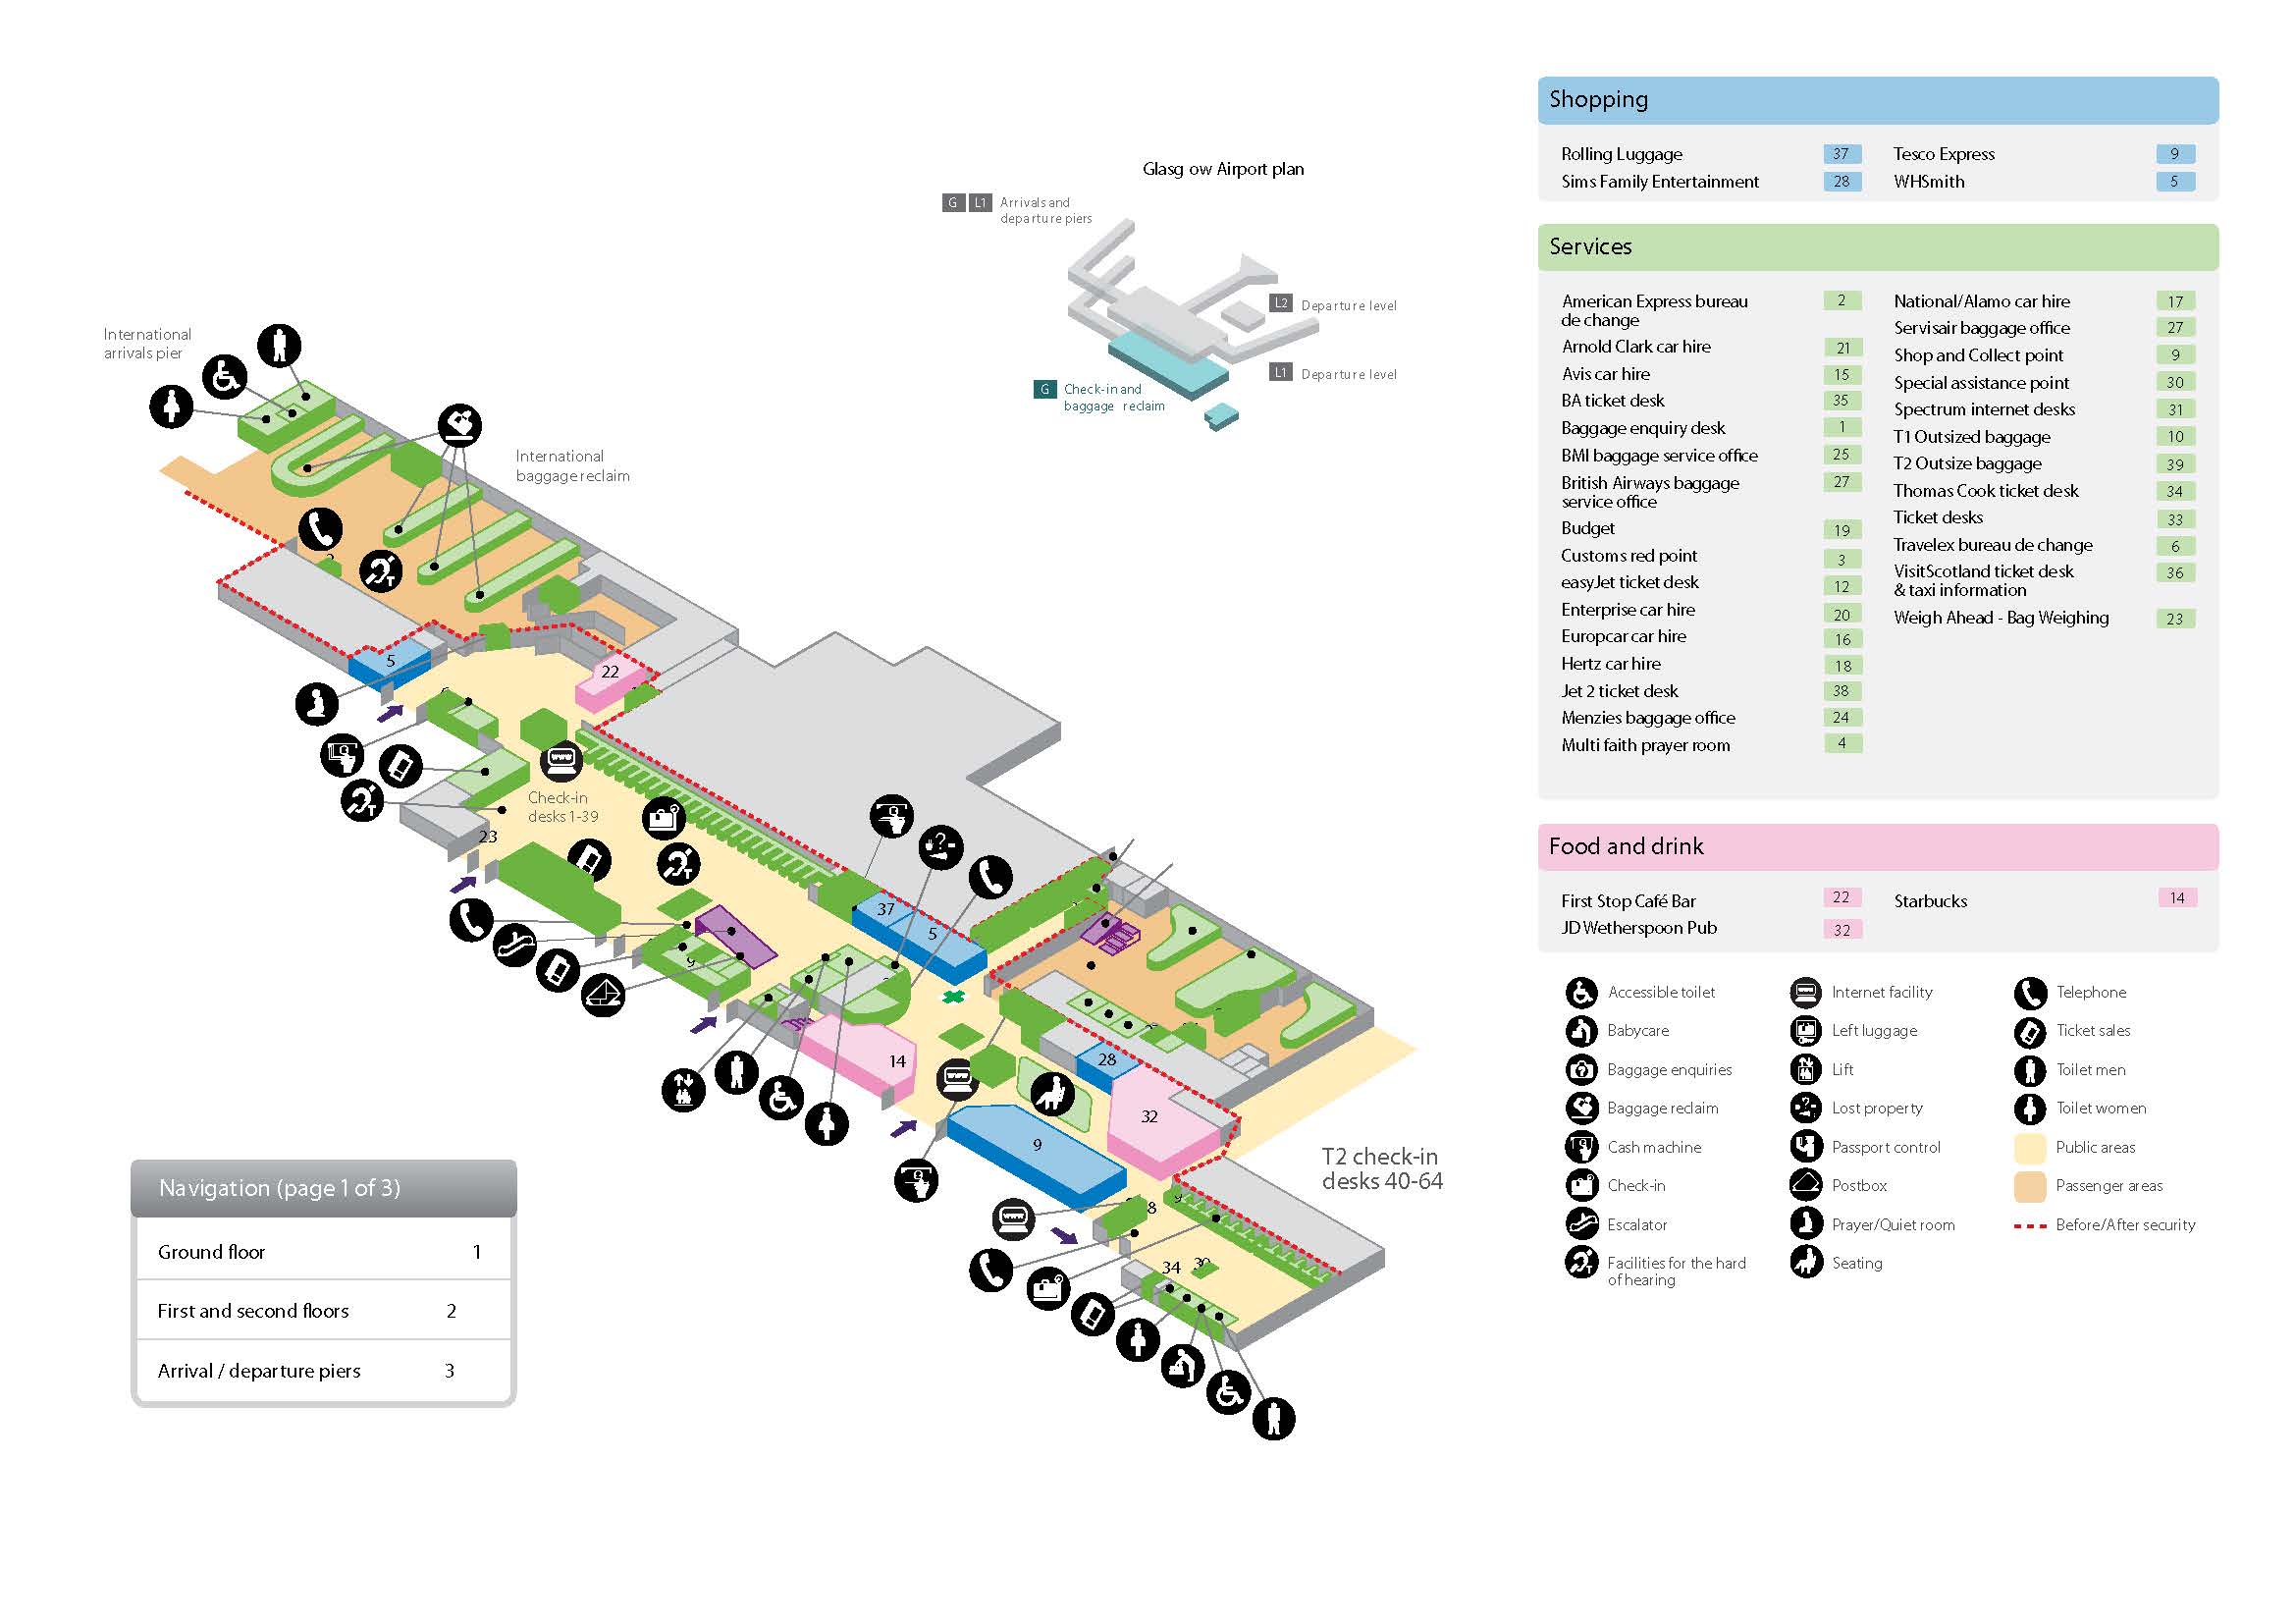 Glasg ow Airport plan
G L1 Arrivals and
departure piers
L2 Departure level
L1 Departure level
G Check-in and
baggage reclaim
International
arrivals pier
International
baggage reclaim
5
22
Check-in
desks 1-39
23
37
5
9
14
28
32
9
8
34
T2 check-in
desks 40-64
Navigation (page 1 of 3)
Ground floor 1
First and second floors 2
Arrival / departure piers 3
Shopping
Rolling Luggage 37
Sims Family Entertainment 28
Tesco Express 9
WHSmith 5
Services
American Express bureau 2
de change
Arnold Clark car hire 21
Avis car hire 15
BA ticket desk 35
Baggage enquiry desk 1
BMI baggage service office 25
British Airways baggage 27
service office
Budget 19
Customs red point 3
easyJet ticket desk 12
Enterprise car hire 20
Europcar car hire 16
Hertz car hire 18
Jet 2 ticket desk 38
Menzies baggage office 24
Multi faith prayer room 4
National/Alamo car hire 17
Servisair baggage office 27
Shop and Collect point 9
Special assistance point 30
Spectrum internet desks 31
T1 Outsized baggage 10
T2 Outsize baggage 39
Thomas Cook ticket desk 34
Ticket desks 33
Travelex bureau de change 6
VisitScotland ticket desk 36
& taxi information
Weigh Ahead - Bag Weighing 23
Food and drink
First Stop Café Bar 22
JD Wetherspoon Pub 32
Starbucks 14
Accessible toilet
Babycare
Baggage enquiries
Baggage reclaim
Cash machine
Check-in
Escalator
Facilities for the hard
of hearing
Internet facility
Left luggage
Lift
Lost property
Passport control
Postbox
Prayer/Quiet room
Seating
Telephone
Ticket sales
Toilet men
Toilet women
Public areas
Passenger areas
Before/After security